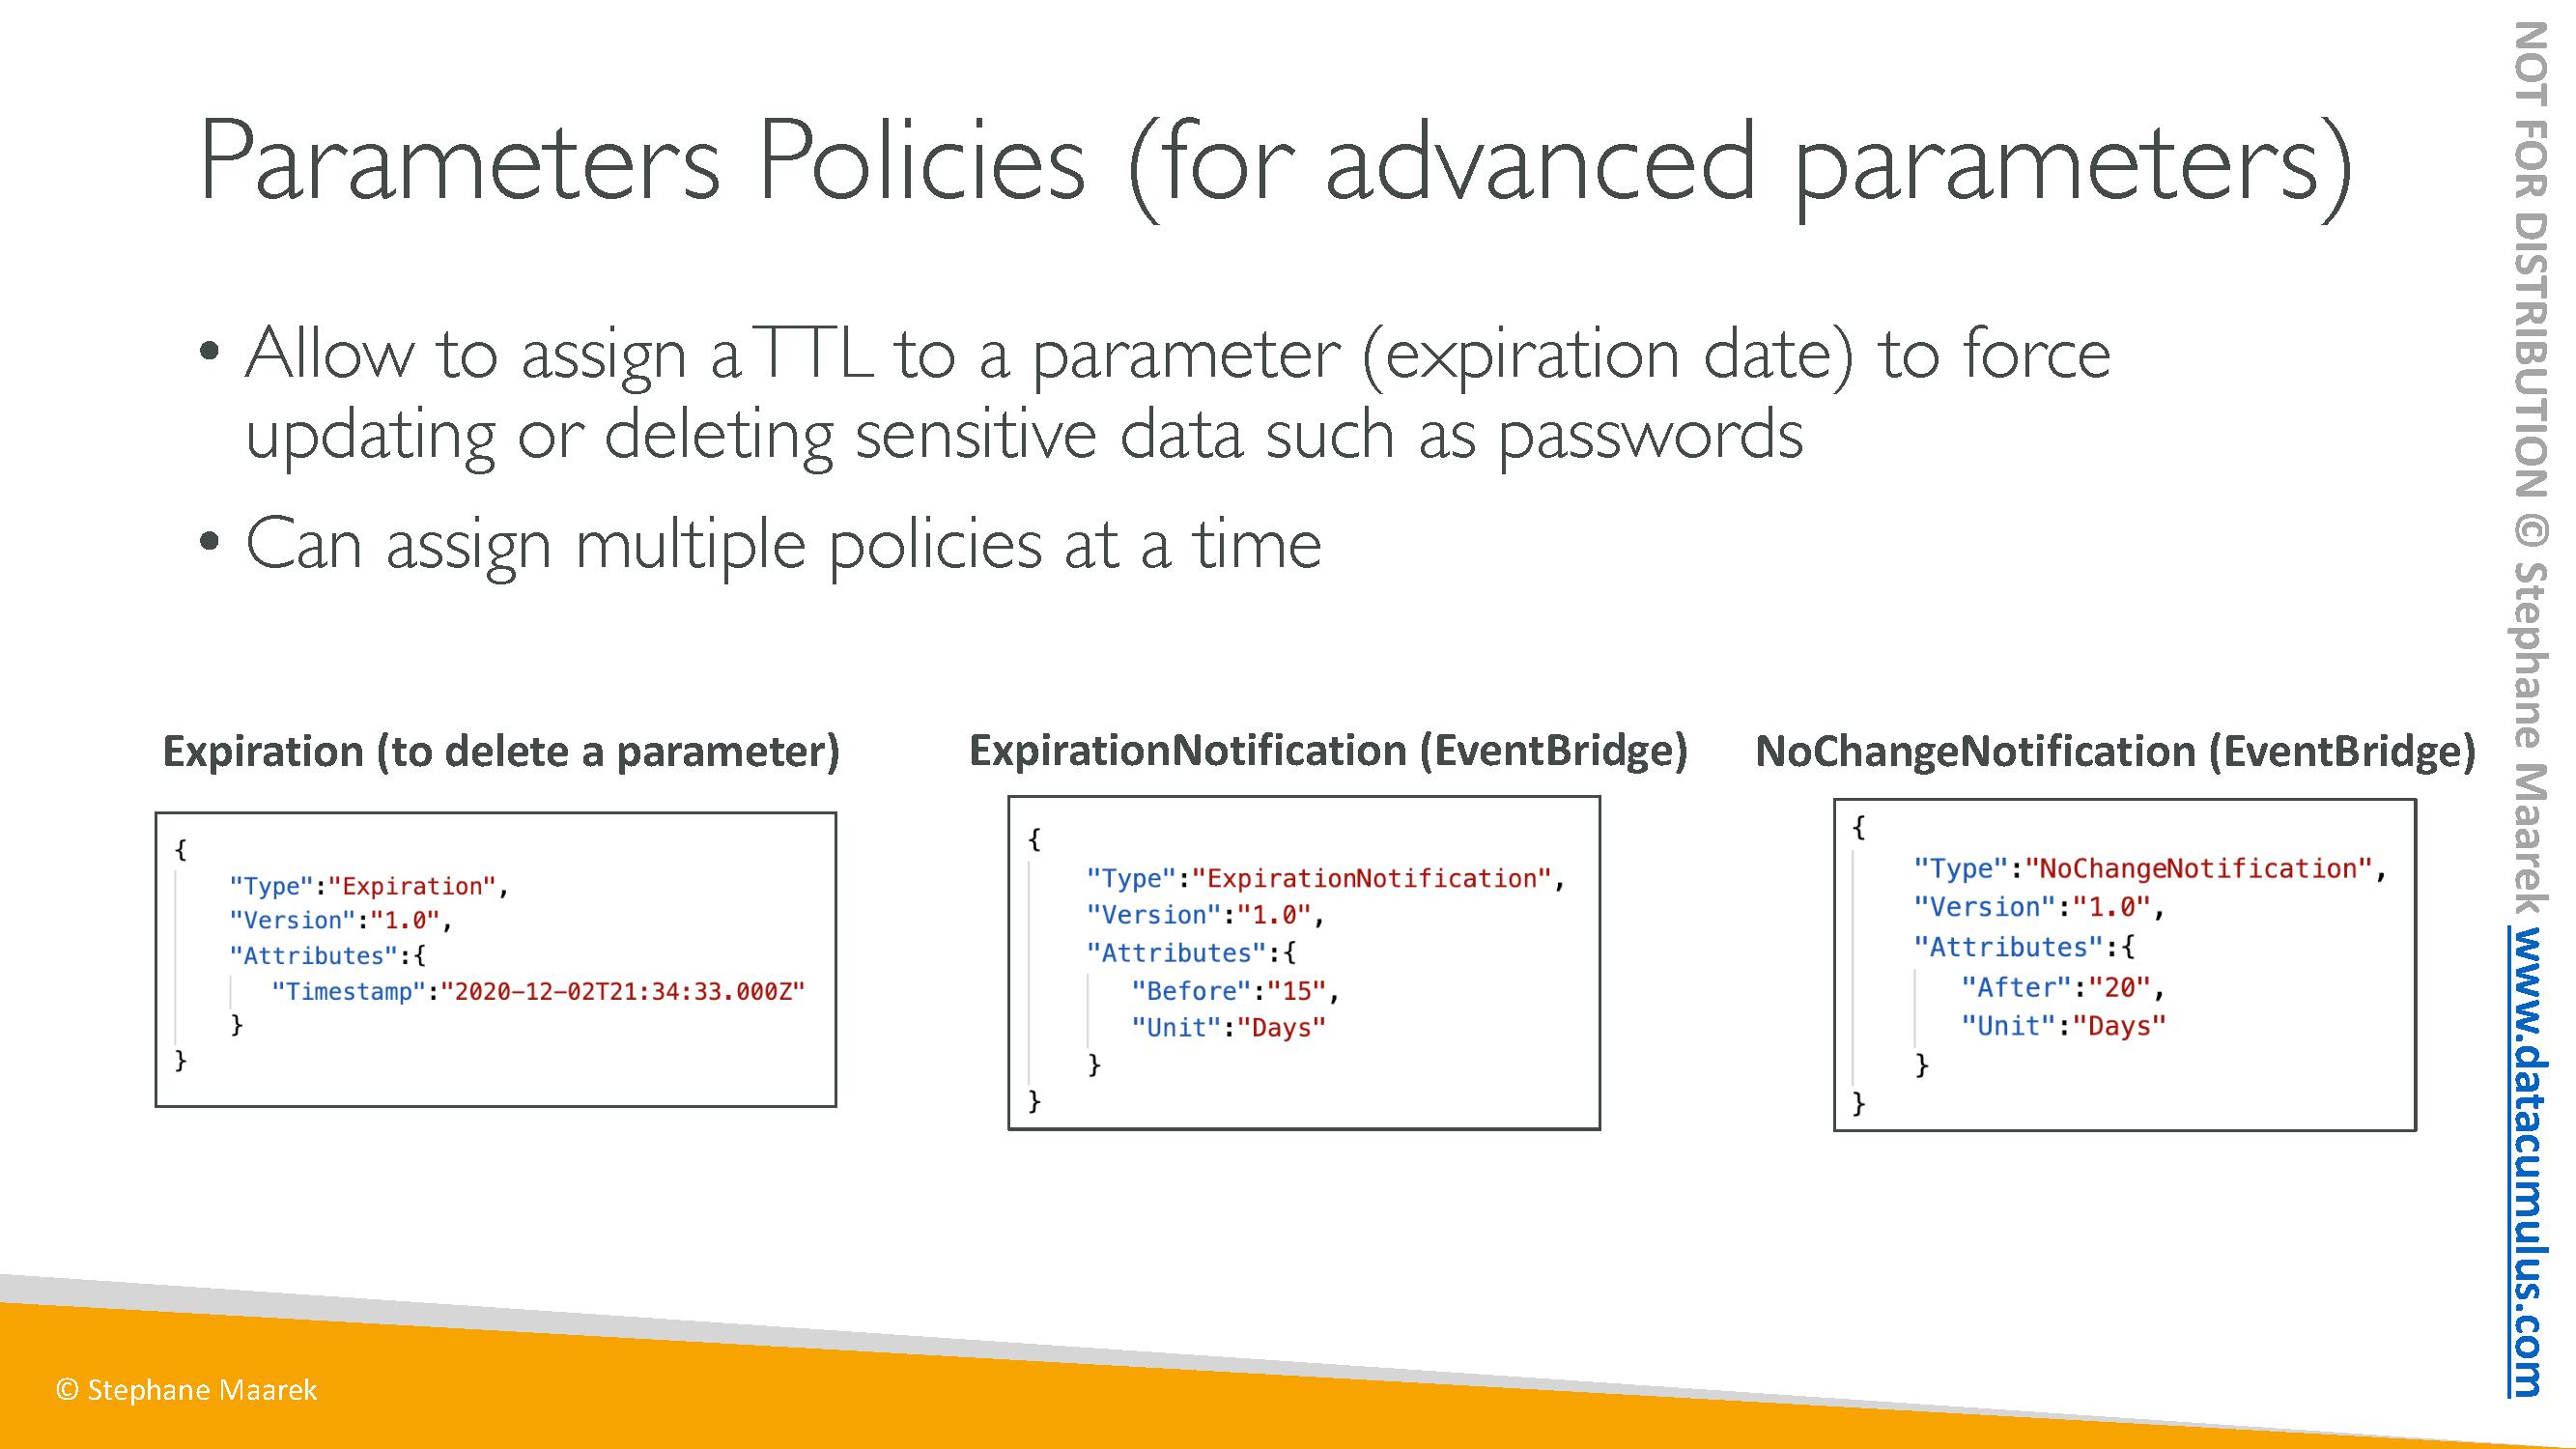 Parameters Policies (for advanced parameters)
• Allow to assign a TTL to a parameter (expiration date) to force
updating or deleting sensitive data such as passwords
• Can assign multiple policies at a time
Expiration (to delete a parameter)
{
"Type":"Expiration",
"Version":"1.0",
"Attributes":{
"Timestamp":"2020-12-02T21:34:33.000Z"
}
}
ExpirationNotification (EventBridge)
{
"Type":"ExpirationNotification",
"Version":"1.0",
"Attributes":{
"Before":"15",
"Unit":"Days"
}
}
NoChangeNotification (EventBridge)
{
"Type":"NoChangeNotification",
"Version":"1.0",
"Attributes":{
"After":"20",
"Unit":"Days"
}
}
© Stephane Maarek
NOT FOR DISTRIBUTION © Stephane Maarek www.datacumulus.com